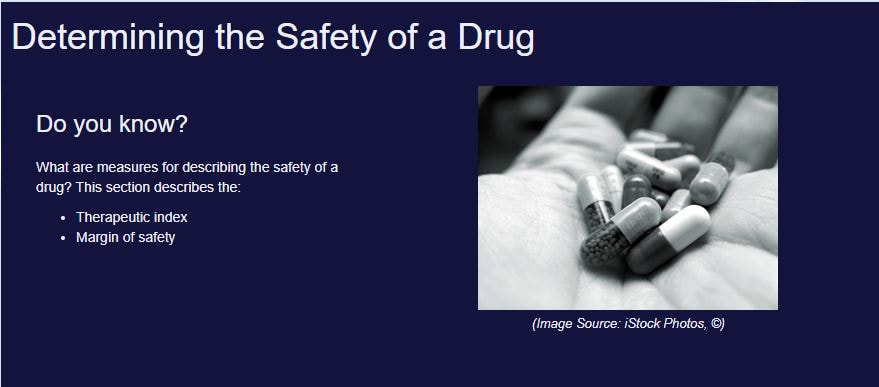 Determining the Safety of a Drug
Do you know?
What are measures for describing the safety of a
drug? This section describes the:
• Therapeutic index
• Margin of safety
(Image Source: iStock Photos, ©)